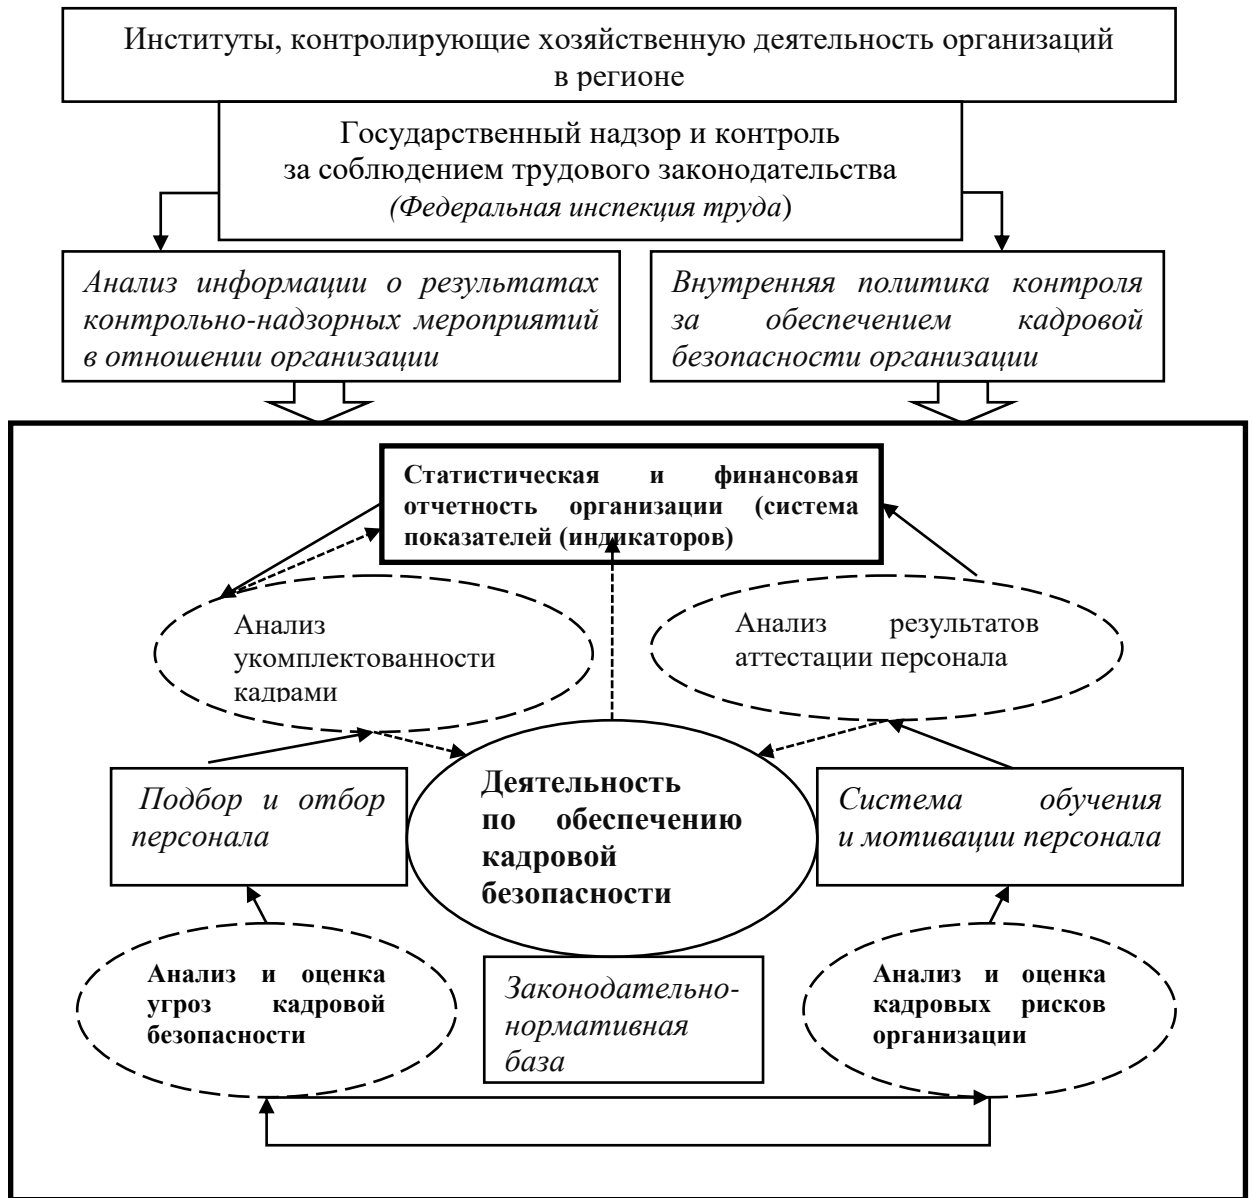 Институты, контролирующие хозяйственную деятельность организаций
в регионе
Государственный надзор и контроль
за соблюдением трудового законодательства
(Федеральная инспекция труда)
Анализ информации о результатах
контрольно-надзорных мероприятий
в отношении организации
Внутренняя политика контроля
за обеспечением кадровой
безопасности организации
Статистическая и финансовая
отчетность организации (система
показателей (индикаторов)
Анализ
укомплектованности
кадрами
Анализ результатов
аттестации персонала
Подбор и отбор
персонала
Деятельность
по обеспечению
кадровой
безопасности
Система обучения
и мотивации персонала
Анализ и оценка
угроз кадровой
безопасности
Законодательно-
нормативная
база
Анализ и оценка
кадровых рисков
организации